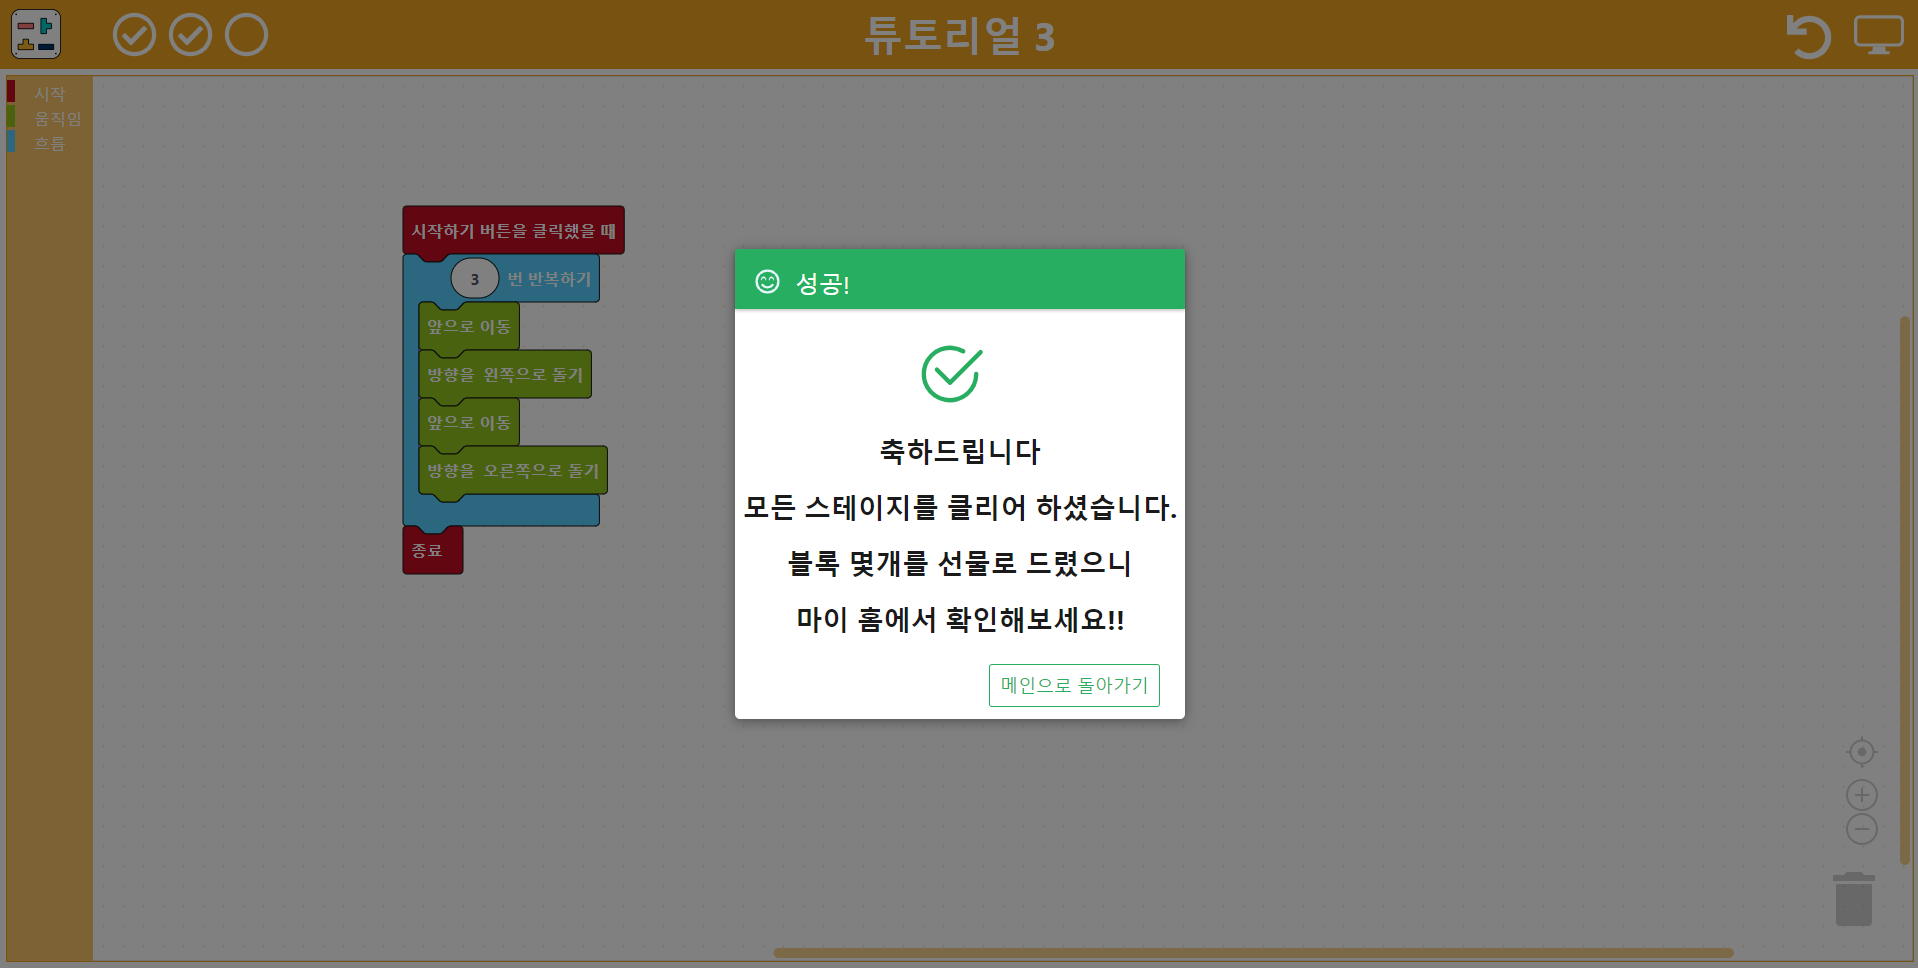 튜토리얼 3
시작
움직임
흐름
시작하기 버튼을 클릭했을 때
3 번 반복하기
앞으로 이동
방향을 왼쪽으로 돌기
앞으로 이동
방향을 오른쪽으로 돌기
종료
성공!
축하드립니다
모든 스테이지를 클리어 하셨습니다.
블록 몇개를 선물로 드렸으니
마이 홈에서 확인해보세요!!
메인으로 돌아가기